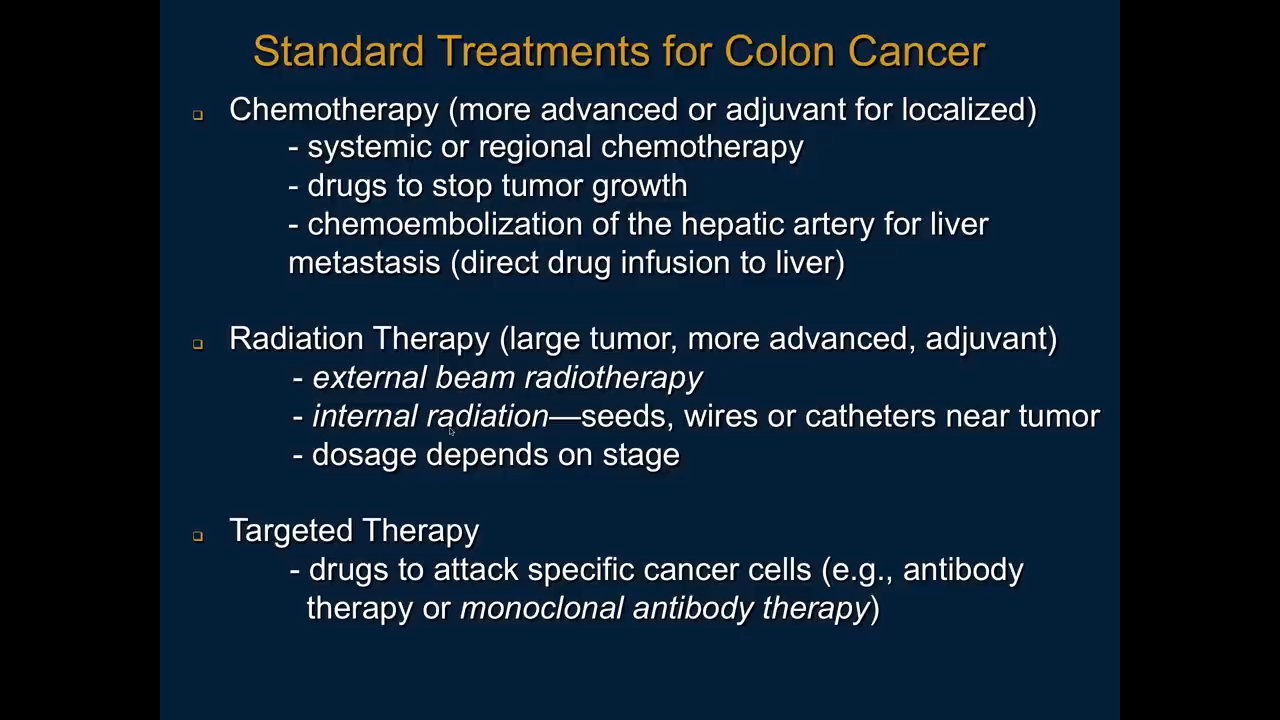 Standard Treatments for Colon Cancer
❑ Chemotherapy (more advanced or adjuvant for localized)
- systemic or regional chemotherapy
- drugs to stop tumor growth
- chemoembolization of the hepatic artery for liver
metastasis (direct drug infusion to liver)
❑ Radiation Therapy (large tumor, more advanced, adjuvant)
- external beam radiotherapy
- internal radiation—seeds, wires or catheters near tumor
- dosage depends on stage
❑ Targeted Therapy
- drugs to attack specific cancer cells (e.g., antibody
therapy or monoclonal antibody therapy)